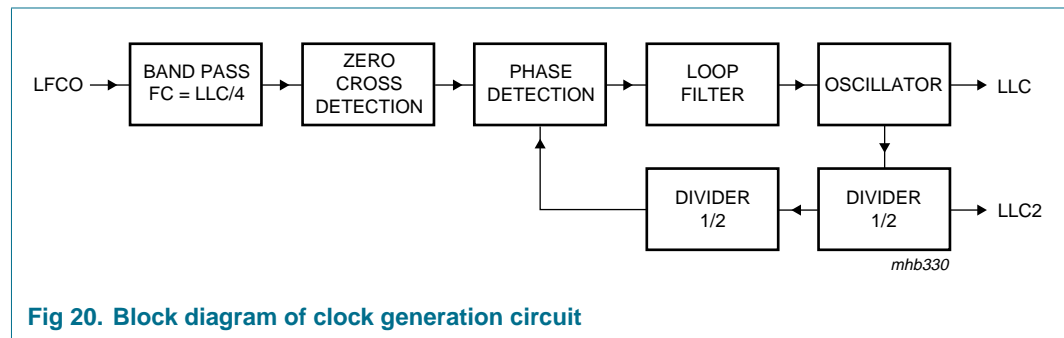 LFCO
BAND PASS
FC = LLC/4
ZERO
CROSS
DETECTION
PHASE
DETECTION
LOOP
FILTER
OSCILLATOR
LLC
DIVIDER
1/2
DIVIDER
1/2
LLC2
mhb330
Fig 20. Block diagram of clock generation circuit